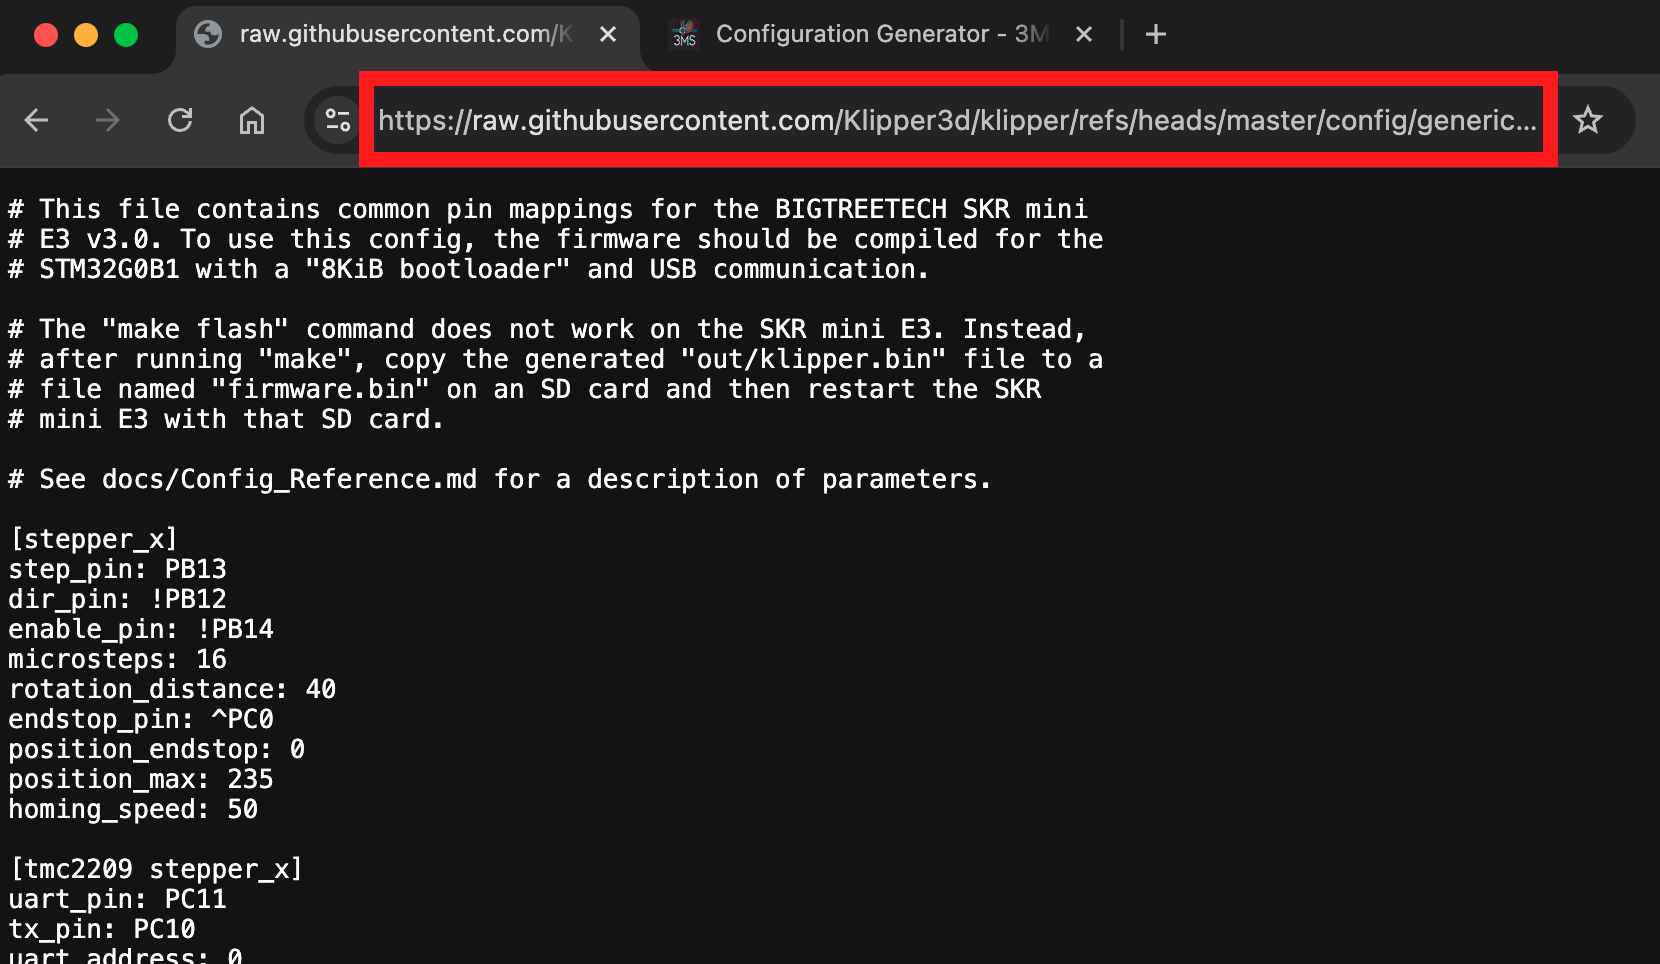 raw.githubusercontent.com/K
3MS
Configuration Generator - 3M
https://raw.githubusercontent.com/Klipper3d/klipper/refs/heads/master/config/generic...
# This file contains common pin mappings for the BIGTREETECH SKR mini
# E3 v3.0. To use this config, the firmware should be compiled for the
# STM32G0B1 with a "8KiB bootloader" and USB communication.
# The "make flash" command does not work on the SKR mini E3. Instead,
# after running "make", copy the generated "out/klipper.bin" file to a
# file named "firmware.bin" on an SD card and then restart the SKR
# mini E3 with that SD card.
# See docs/Config_Reference.md for a description of parameters.
[stepper_x]
step_pin: PB13
dir_pin: !PB12
enable_pin: !PB14
microsteps: 16
rotation_distance: 40
endstop_pin: ^PC0
position_endstop: 0
position_max: 235
homing_speed: 50
[tmc2209 stepper_x]
uart_pin: PC11
tx_pin: PC10
uart_address: 0